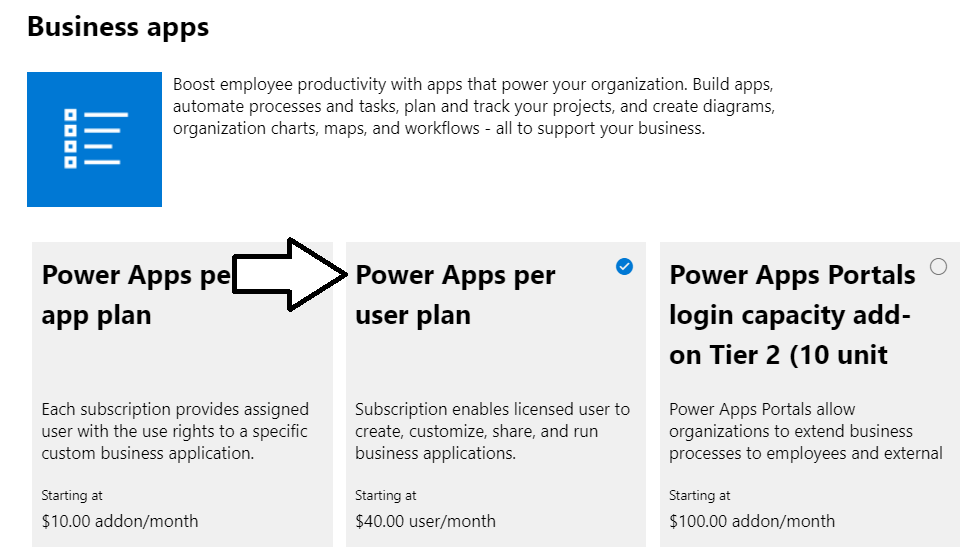 Business apps
Boost employee productivity with apps that power your organization. Build apps,
automate processes and tasks, plan and track your projects, and create diagrams,
organization charts, maps, and workflows - all to support your business.
Power Apps pe
app plan
Each subscription provides assigned
user with the use rights to a specific
custom business application.
Starting at
$10.00 addon/month
Power Apps per
user plan
Subscription enables licensed user to
create, customize, share, and run
business applications.
Starting at
$40.00 user/month
Power Apps Portals
login capacity add-
on Tier 2 (10 unit
Power Apps Portals allow
organizations to extend business
processes to employees and external
Starting at
$100.00 addon/month